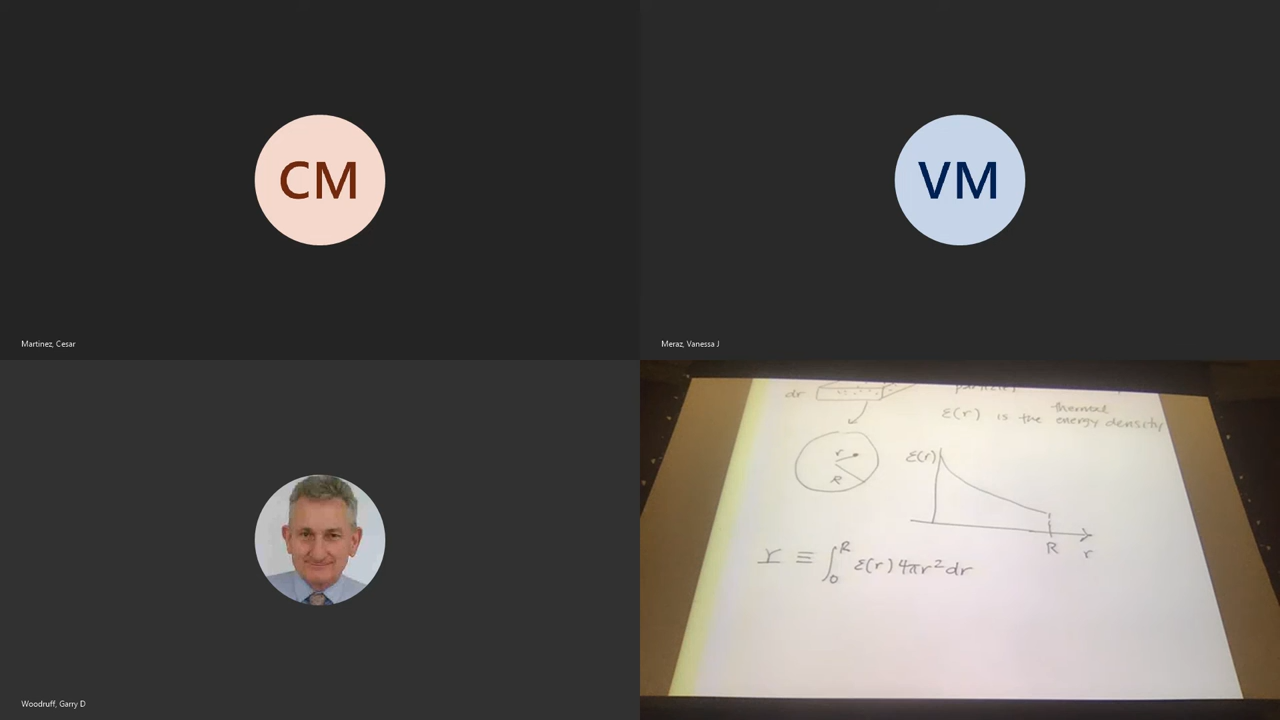 CM
Martinez, Cesar
VM
Meraz, Vanessa J
Woodruff, Garry D
dr
ε(r) is the thermal energy density
r
R
ε(r)
R r
≡ ∫₀ᴿ ε(r) 4πr² dr